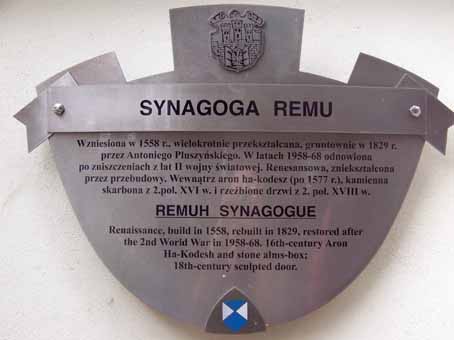 SYNAGOGA REMU
Wzniesiona w 1558 r., wielokrotnie przekształcana, gruntownie w 1829 r.
przez Antoniego Pluszyńskiego. W latach 1958-68 odnowiona
po zniszczeniach z lat II wojny światowej. Renesansowa, zniekształcona
przez przebudowy. Wewnątrz aron ha-kodesz (po 1577 r.), kamienna
skarbona z 2.poł. XVI w. i rzeźbione drzwi z 2. poł. XVIII w.
REMUH SYNAGOGUE
Renaissance, build in 1558, rebuilt in 1829, restored after
the 2nd World War in 1958-68. 16th-century Aron
Ha-Kodesh and stone alms-box;
18th-century sculpted door.